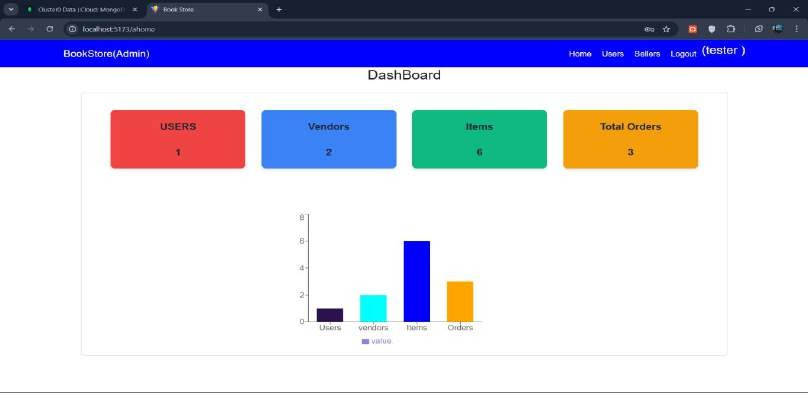 Cluster0 Data | Cloud: MongoD
Book Store
localhost:5173/ahome
BookStore(Admin)
Home Users Sellers Logout (tester )
DashBoard
USERS Vendors Items Total Orders
1 2 6 3
8
6
4
2
0
Users vendors Items Orders
value